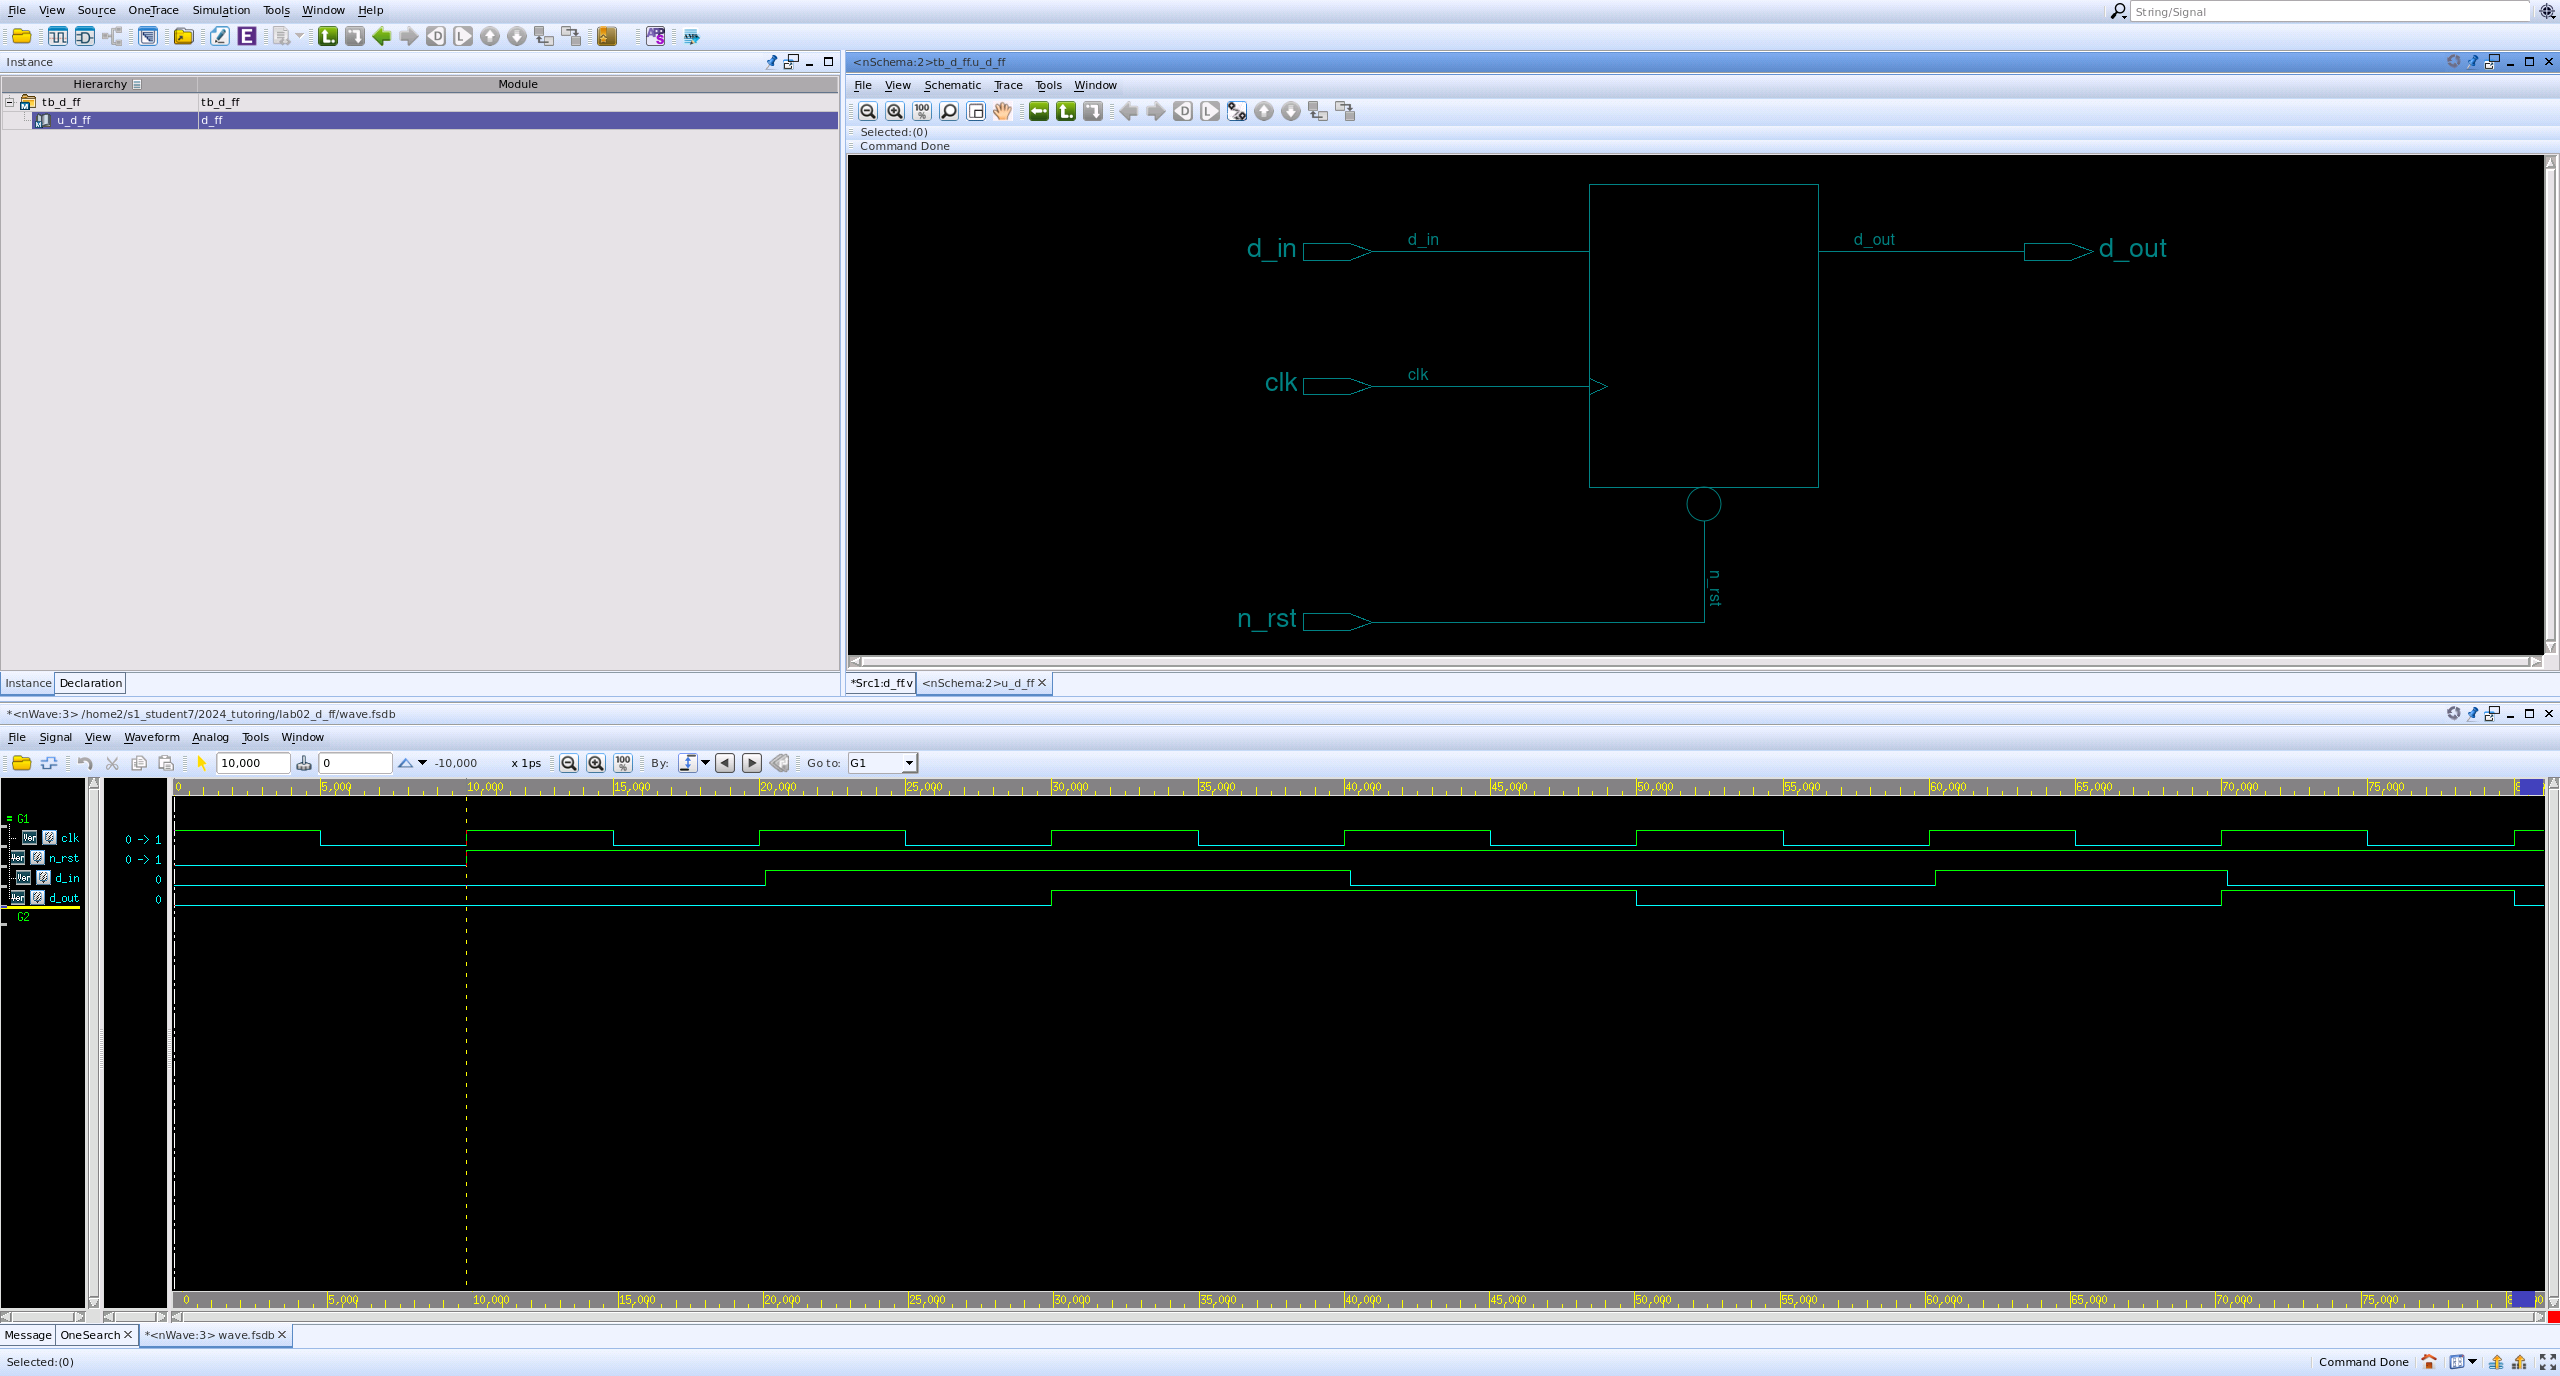 File View Source OneTrace Simulation Tools Window Help
String/Signal
Instance
Hierarchy Module
tb_d_ff tb_d_ff
u_d_ff d_ff
Instance Declaration
<nSchema:2>tb_d_ff.u_d_ff
File View Schematic Trace Tools Window
100 %
Selected:(0)
Command Done
d_in d_in d_out d_out
clk clk
n_rst
n_rst
*Src1:d_ff.v <nSchema:2>u_d_ff
*<nWave:3> /home2/s1_student7/2024_tutoring/lab02_d_ff/wave.fsdb
File Signal View Waveform Analog Tools Window
10,000 0 -10,000 x 1ps 100 % By: Go to: G1
0 5,000 10,000 15,000 20,000 25,000 30,000 35,000 40,000 45,000 50,000 55,000 60,000 65,000 70,000 75,000
G1
clk 0 -> 1
n_rst 0 -> 1
d_in 0
d_out 0
G2
0 5,000 10,000 15,000 20,000 25,000 30,000 35,000 40,000 45,000 50,000 55,000 60,000 65,000 70,000 75,000
Message OneSearch *<nWave:3> wave.fsdb
Selected:(0) Command Done